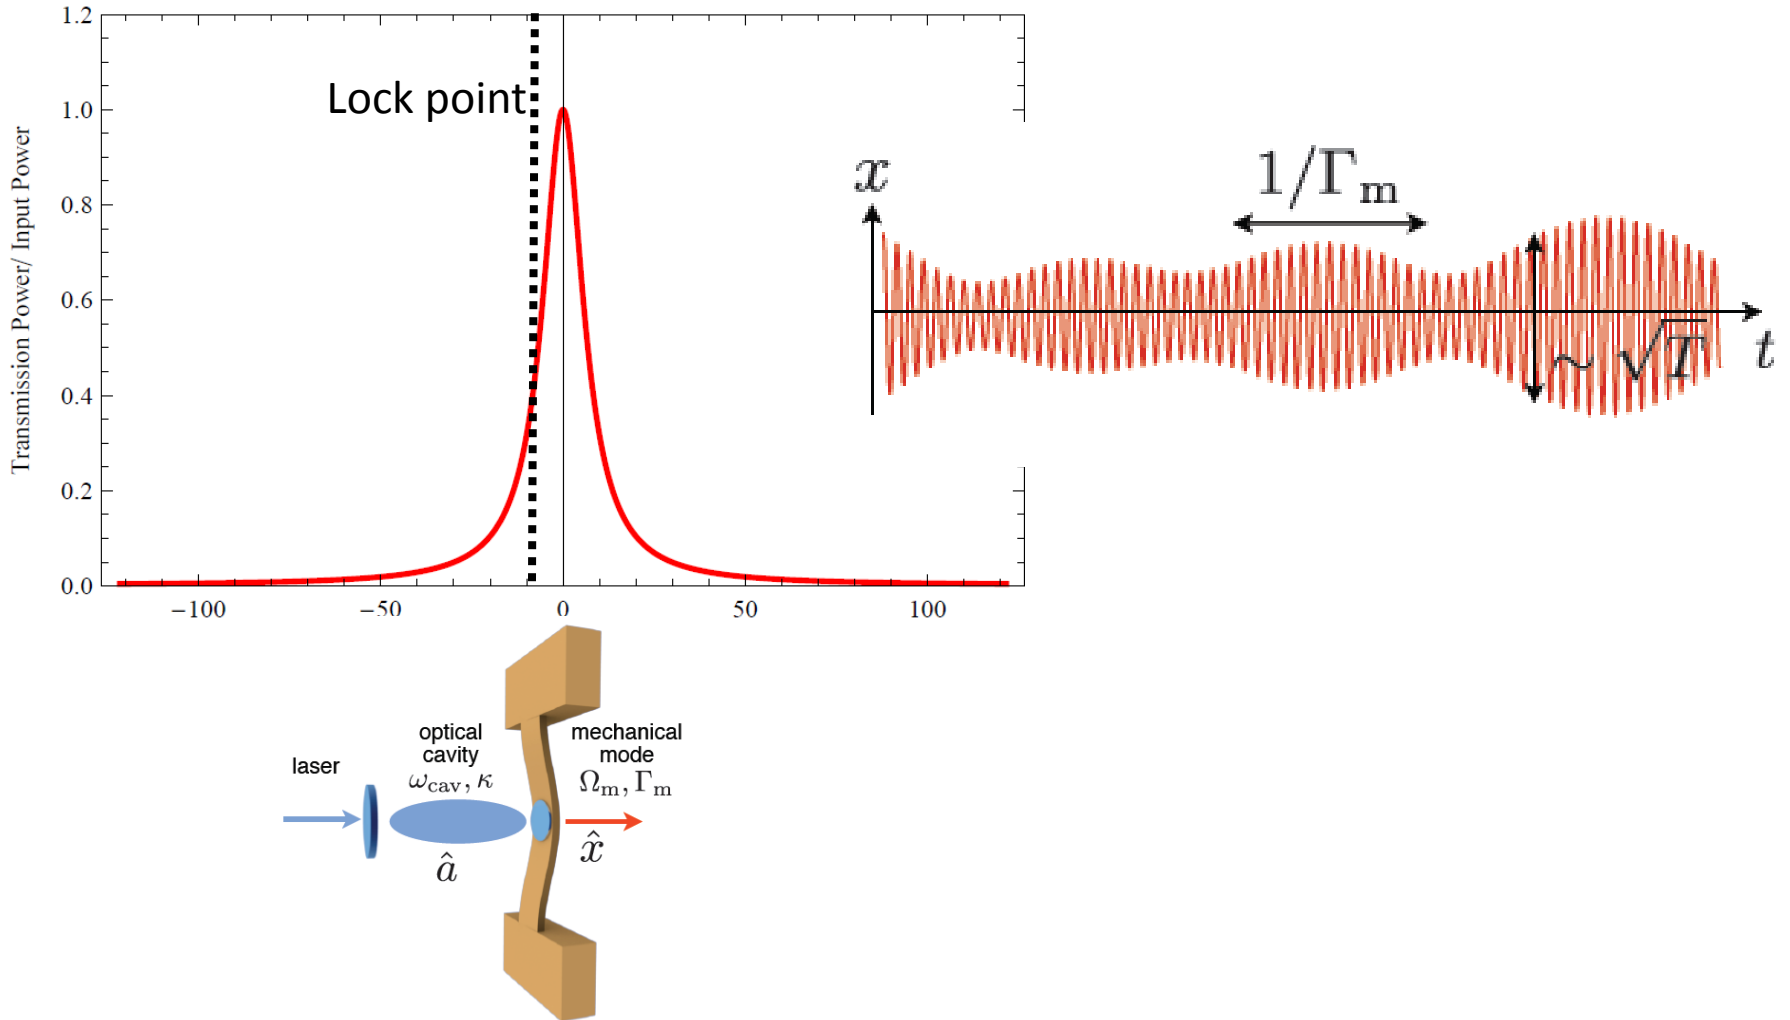 1.2
1.0
0.8
0.6
0.4
0.2
0.0
Transmission Power/ Input Power
Lock point
−100
−50
0
50
100
x
1/Γm
~ √T
t
laser
optical
cavity
ωcav, κ
â
mechanical
mode
Ωm, Γm
x̂